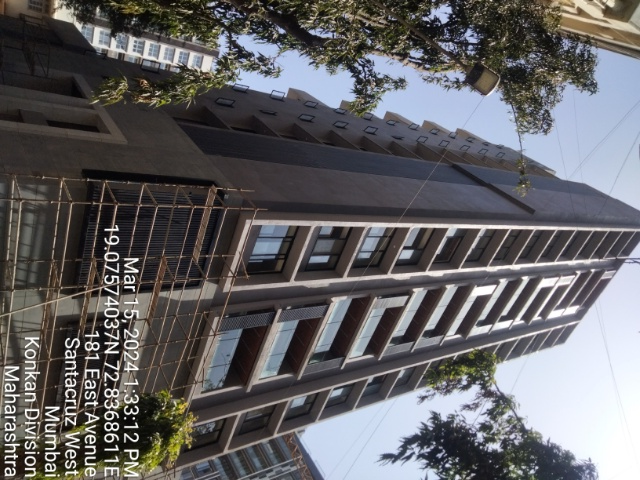 Mar 15, 2024 1:33:12 PM
19.07574037N 72.8368611E
181 East Avenue
Santacruz West
Mumbai
Konkan Division
Maharashtra